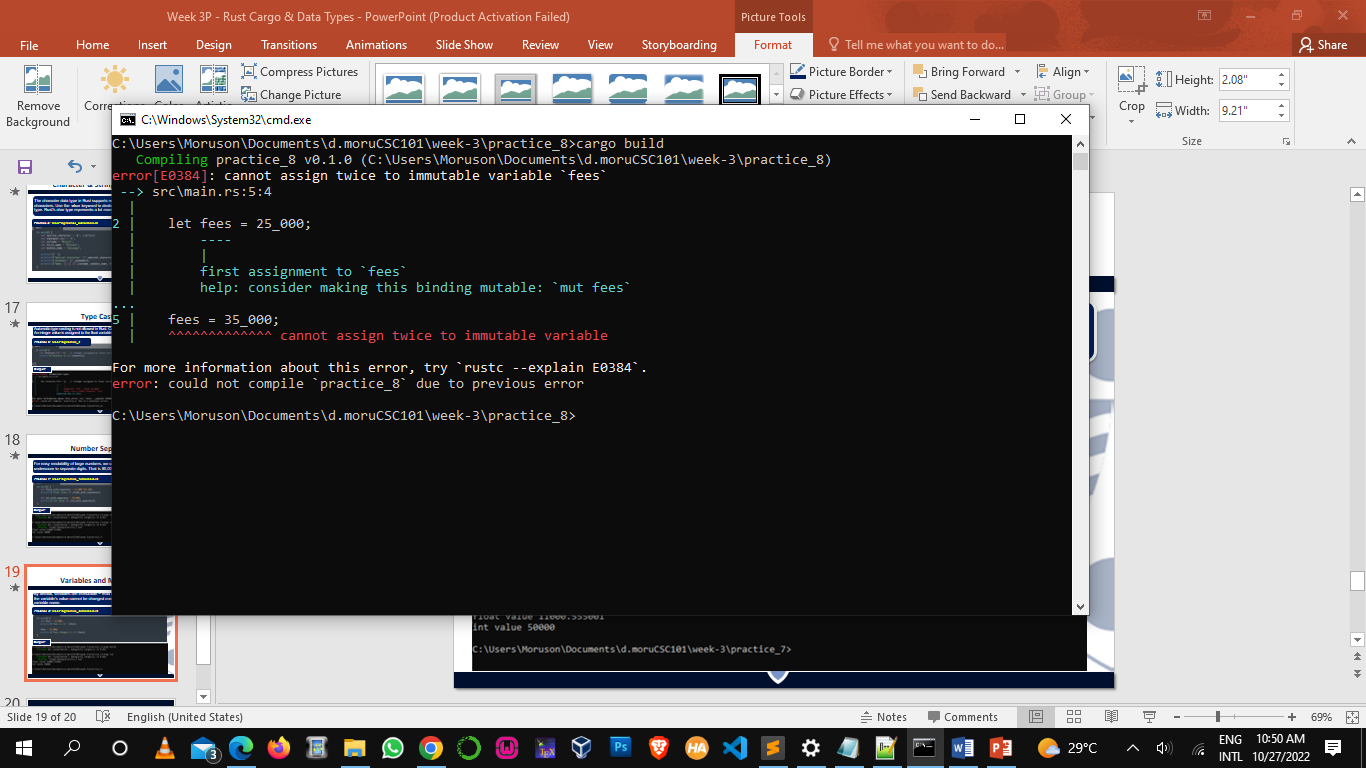 Week 3P - Rust Cargo & Data Types - PowerPoint (Product Activation Failed)
Picture Tools
File Home Insert Design Transitions Animations Slide Show Review View Storyboarding Format Tell me what you want to do... Share
Remove Background
Compress Pictures
Change Picture
Picture Border
Picture Effects
Bring Forward
Send Backward
Align
Group
Crop
Height: 2.08"
Width: 9.21"
Size
C:\Windows\System32\cmd.exe
C:\Users\Moruson\Documents\d.moruCSC101\week-3\practice_8>cargo build
   Compiling practice_8 v0.1.0 (C:\Users\Moruson\Documents\d.moruCSC101\week-3\practice_8)
error[E0384]: cannot assign twice to immutable variable `fees`
 --> src\main.rs:5:4
  |
2 |    let fees = 25_000;
  |        ----
  |        |
  |        first assignment to `fees`
  |        help: consider making this binding mutable: `mut fees`
...
5 |    fees = 35_000;
  |    ^^^^^^^^^^^^^ cannot assign twice to immutable variable
For more information about this error, try `rustc --explain E0384`.
error: could not compile `practice_8` due to previous error
C:\Users\Moruson\Documents\d.moruCSC101\week-3\practice_8>
17
Type Cas
18
Number Sep
19
Variables and M
20
float value 11000.555001
int value 50000
C:\Users\Moruson\Documents\d.moruCSC101\week-3\practice_7>
Slide 19 of 20 English (United States) Notes Comments 69%
3
29°C
ENG
INTL
10:50 AM
10/27/2022